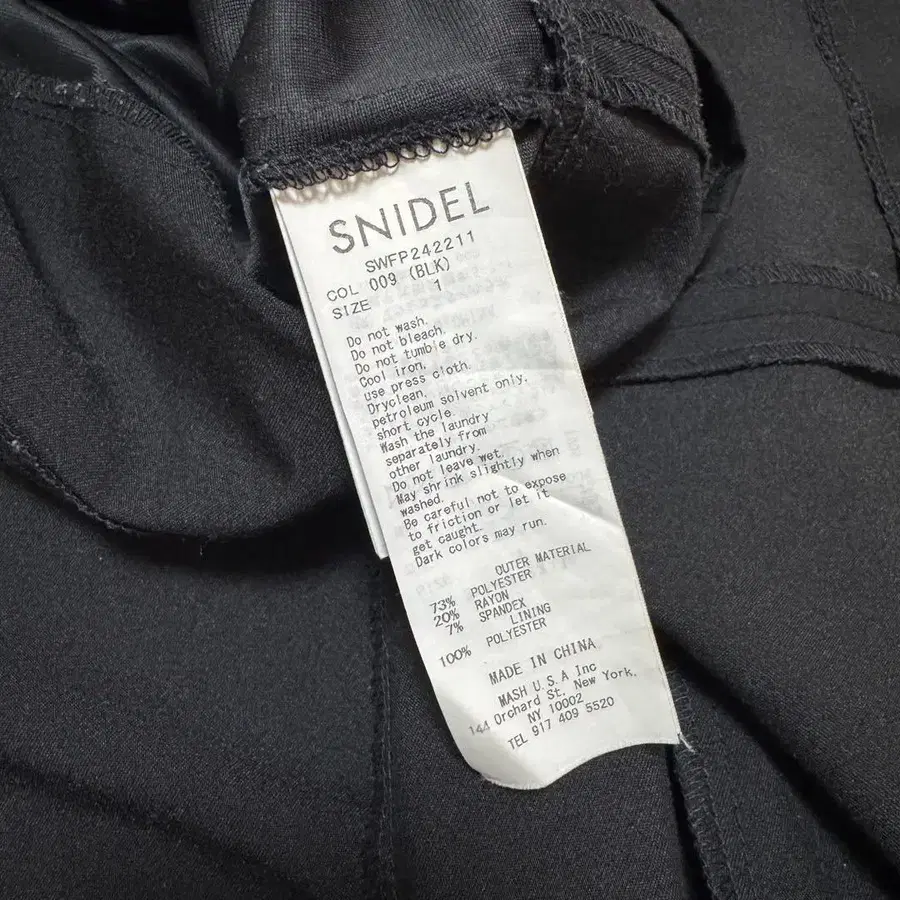 SNIDEL
SWFP242211
COL 009 (BLK)
SIZE 1
Do not wash.
Do not bleach.
Do not tumble dry.
Cool iron.
use press cloth.
Dryclean.
petroleum solvent only,
short cycle.
Wash the laundry
separately from
other laundry.
Do not leave wet.
May shrink slightly when
washed.
Be careful not to expose
to friction or let it
get caught.
Dark colors may run.
OUTER MATERIAL
73% POLYESTER
20% RAYON
7% SPANDEX
LINING
100% POLYESTER
MADE IN CHINA
MASH U.S.A Inc
144 Orchard St. New York,
NY 10002
TEL 917 409 5520